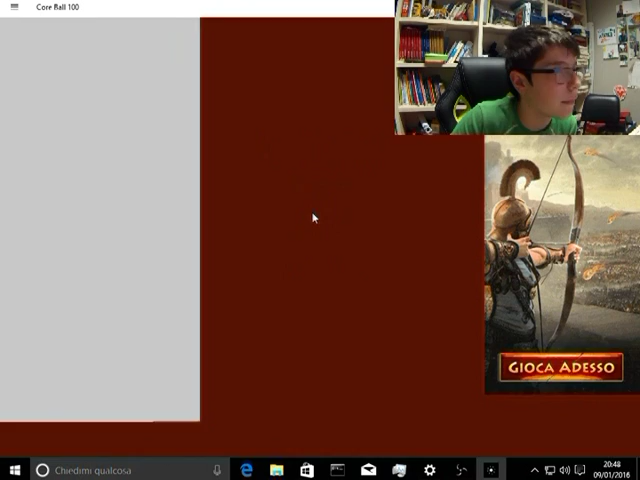 Core Ball 100
GIOCA ADESSO
Chiedimi qualcosa
20:48
09/01/2016